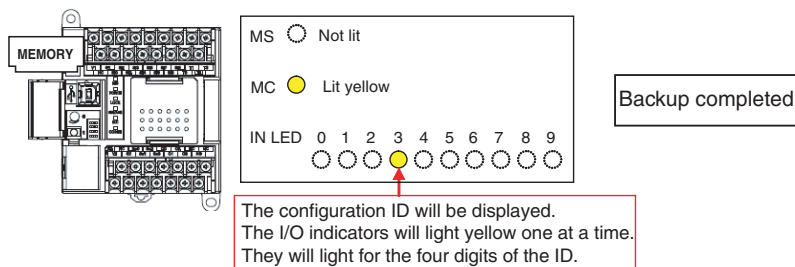 MEMORY
MS Not lit
MC Lit yellow
IN LED 0 1 2 3 4 5 6 7 8 9
Backup completed
The configuration ID will be displayed.
The I/O indicators will light yellow one at a time.
They will light for the four digits of the ID.